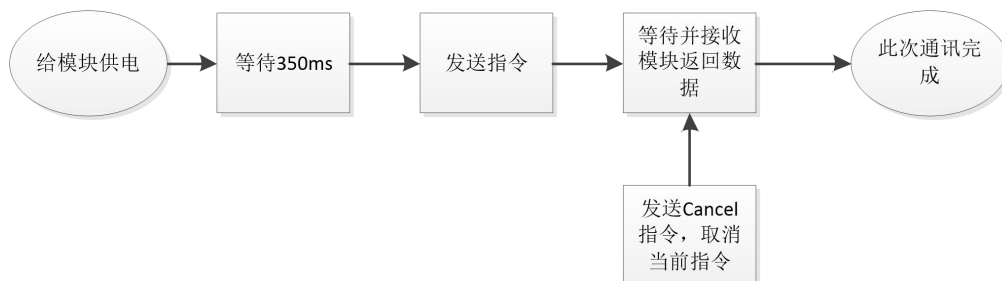 给模块供电
等待350ms
发送指令
等待并接收
模块返回数
据
此次通讯完
成
发送Cancel
指令，取消
当前指令